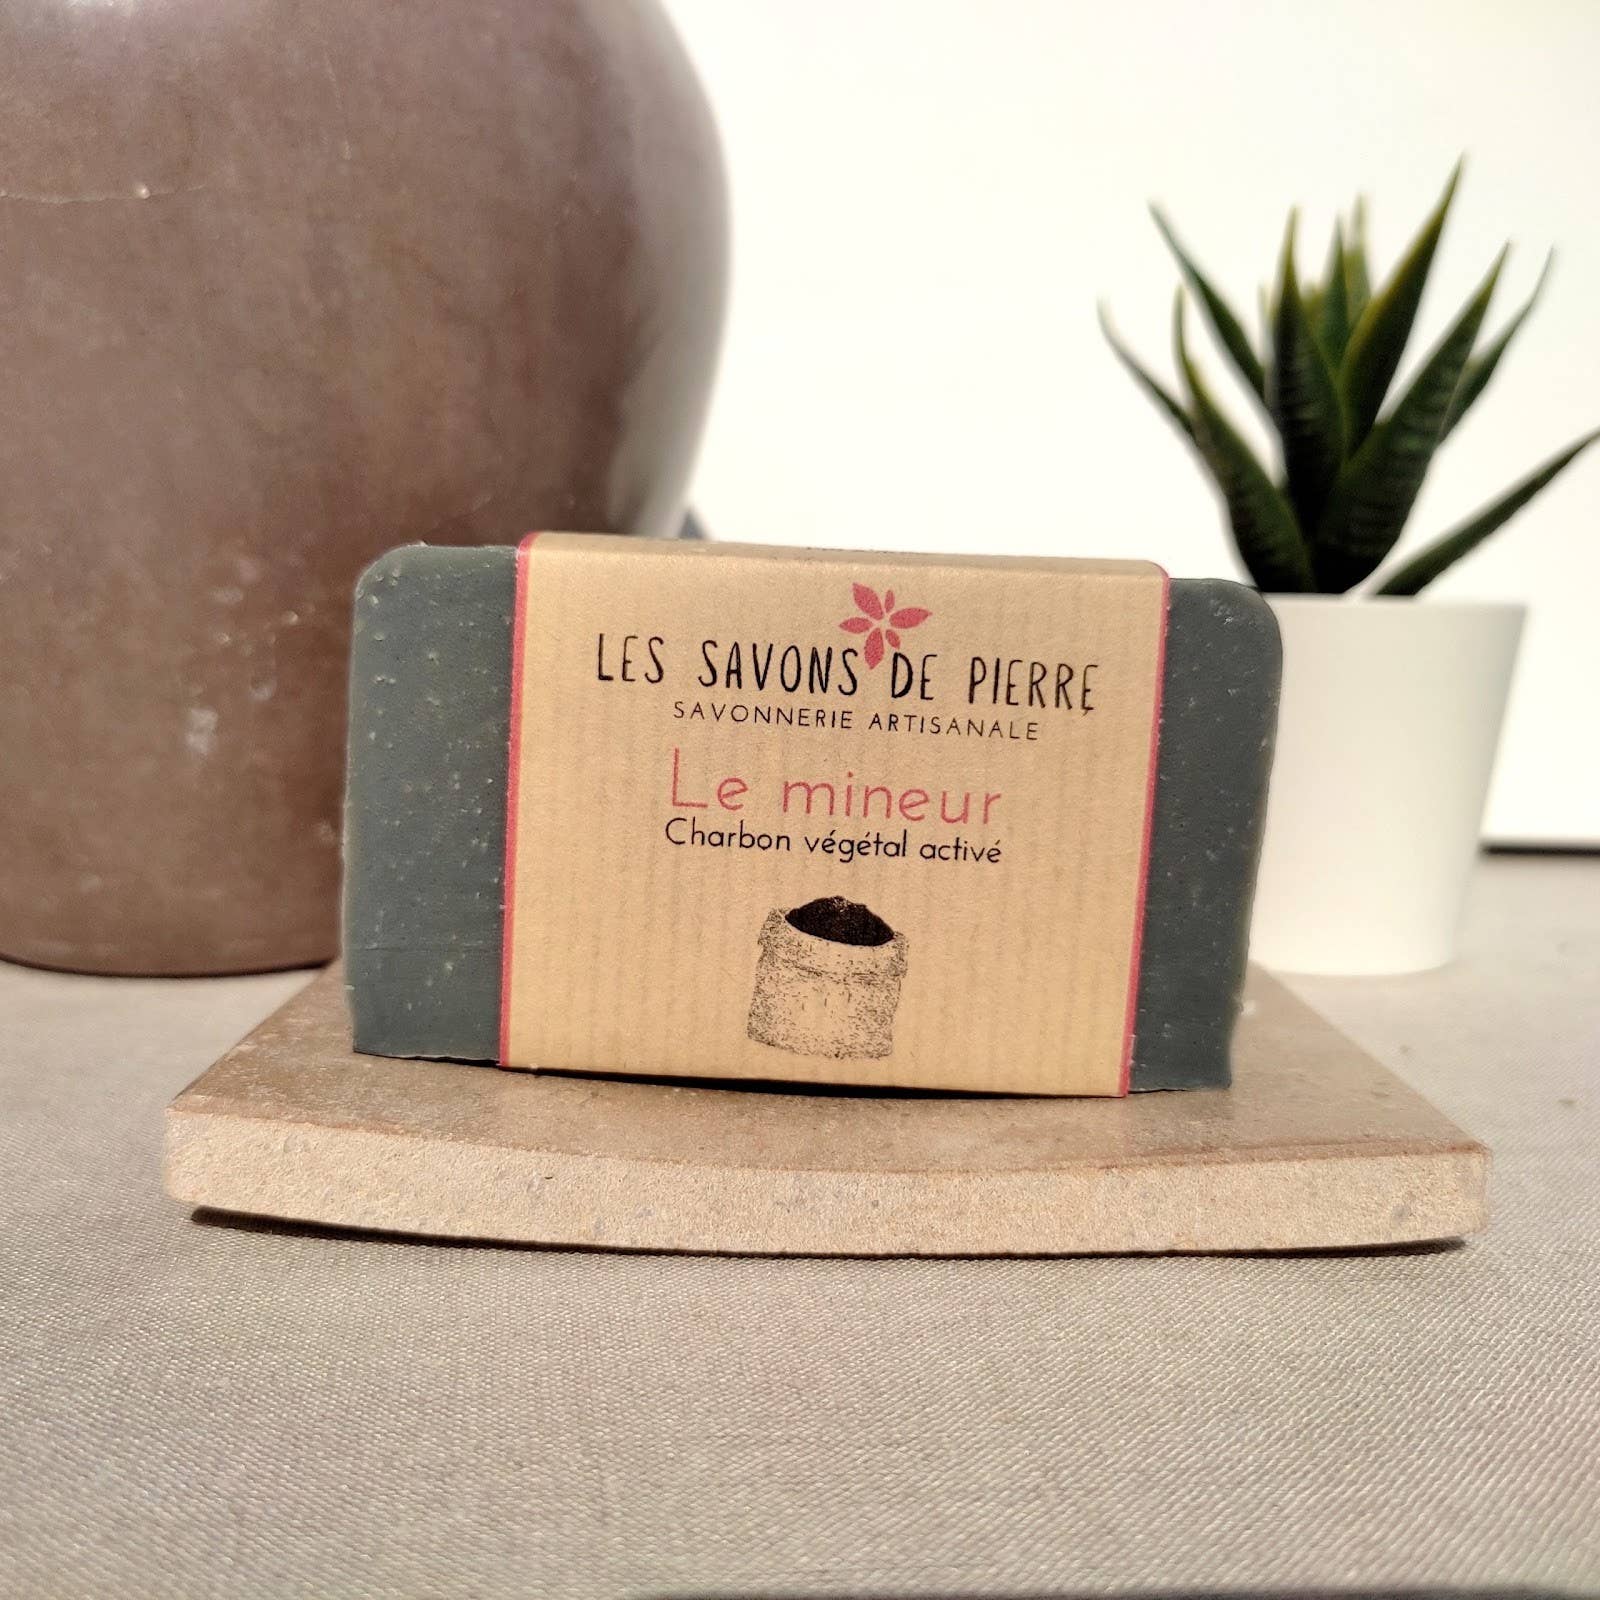 LES SAVONS DE PIERRE
SAVONNERIE ARTISANALE
Le mineur
Charbon végétal activé